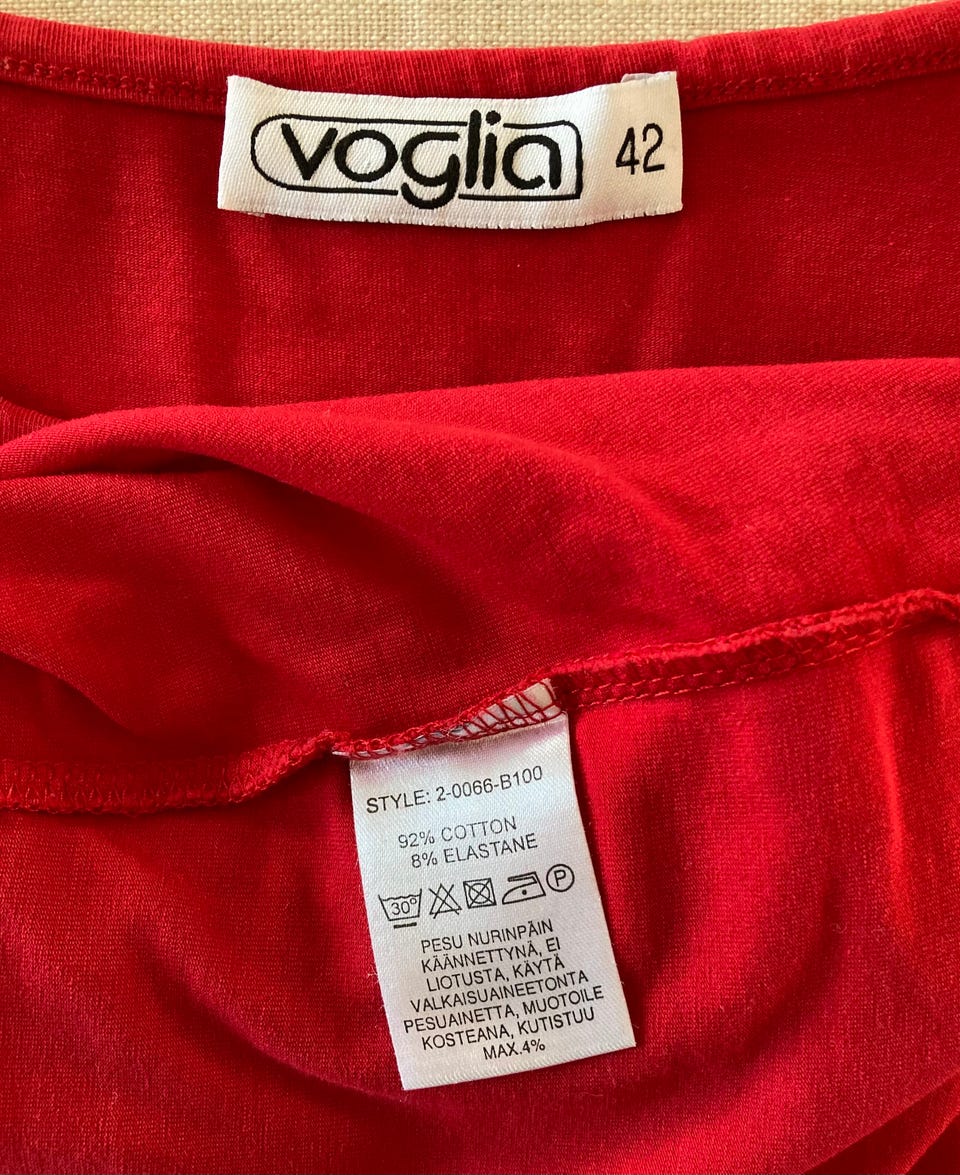 voglia 42
STYLE: 2-0066-B100
92% COTTON
8% ELASTANE
30° P
PESU NURINPÄIN
KÄÄNNETTYNÄ, EI
LIOTUSTA, KÄYTÄ
VALKAISUAINEETONTA
PESUAINETTA, MUOTOILE
KOSTEANA, KUTISTUU
MAX.4%